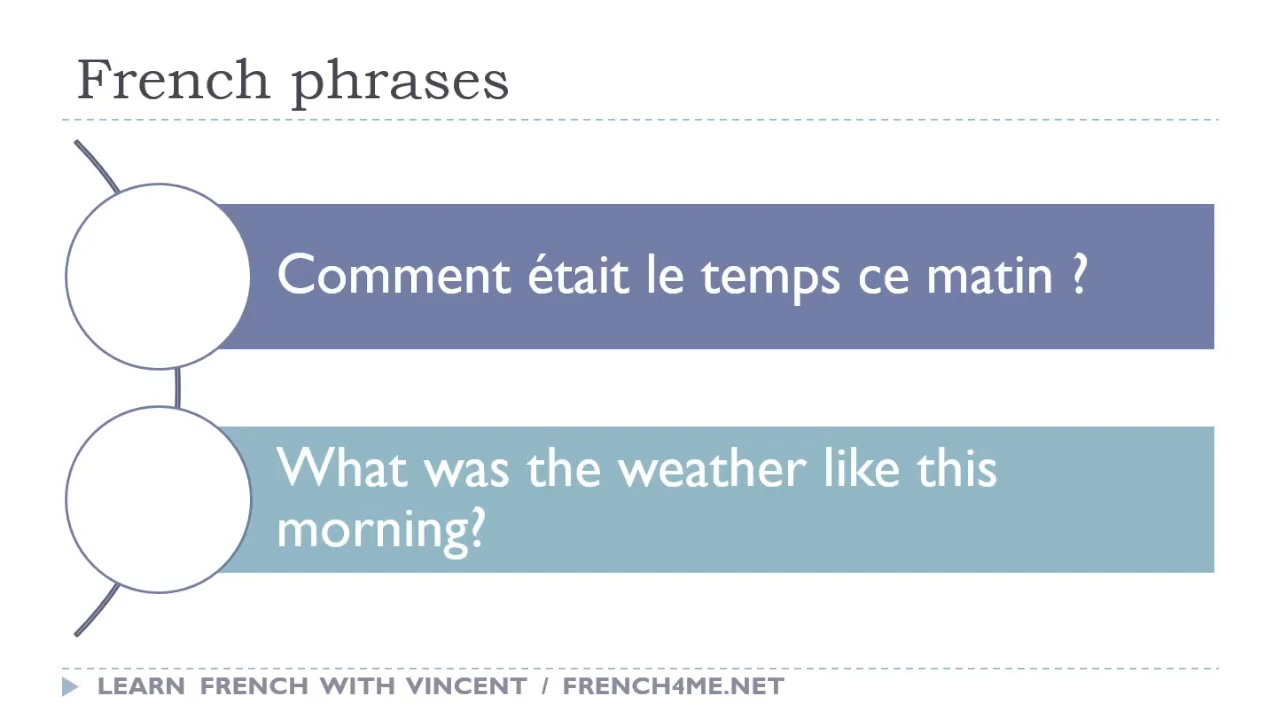 French phrases
Comment était le temps ce matin ?
What was the weather like this
morning?
LEARN FRENCH WITH VINCENT / FRENCH4ME.NET